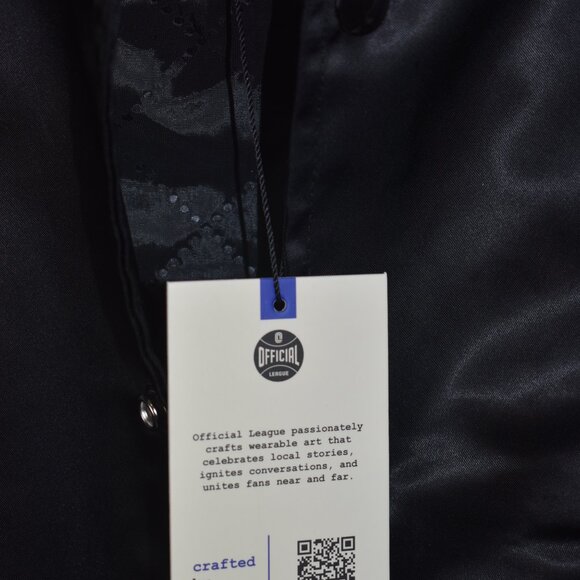 OFFICIAL
LEAGUE
Official League passionately
crafts wearable art that
celebrates local stories,
ignites conversations, and
unites fans near and far.
crafted